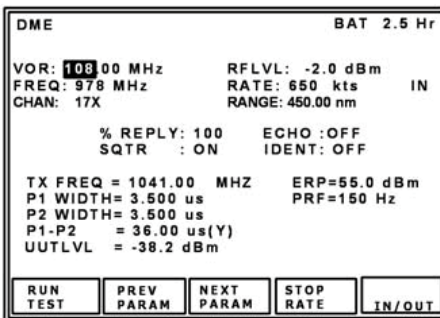 DME BAT 2.5 Hr
VOR: 108.00 MHz RFLVL: -2.0 dBm
FREQ: 978 MHz RATE: 650 kts IN
CHAN: 17X RANGE: 450.00 nm
% REPLY: 100 ECHO :OFF
SQTR : ON IDENT: OFF
TX FREQ = 1041.00 MHZ ERP=55.0 dBm
P1 WIDTH= 3.500 us PRF=150 Hz
P2 WIDTH= 3.500 us
P1-P2 = 36.00 us(Y)
UUTLVL = -38.2 dBm
RUN TEST PREV PARAM NEXT PARAM STOP RATE IN/OUT